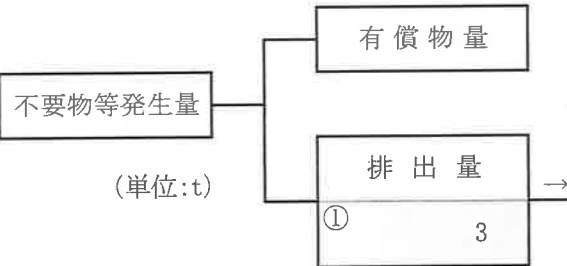 有償物量
不要物等発生量
(単位:t)
排出量
→
①
3